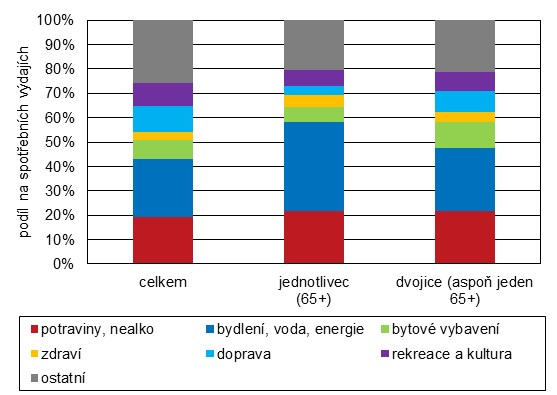 podíl na spotřebních výdajích
100%
90%
80%
70%
60%
50%
40%
30%
20%
10%
0%
celkem
jednotlivec
(65+)
dvojice (aspoň jeden
65+)
potraviny, nealko
bydlení, voda, energie
bytové vybavení
zdraví
doprava
rekreace a kultura
ostatní